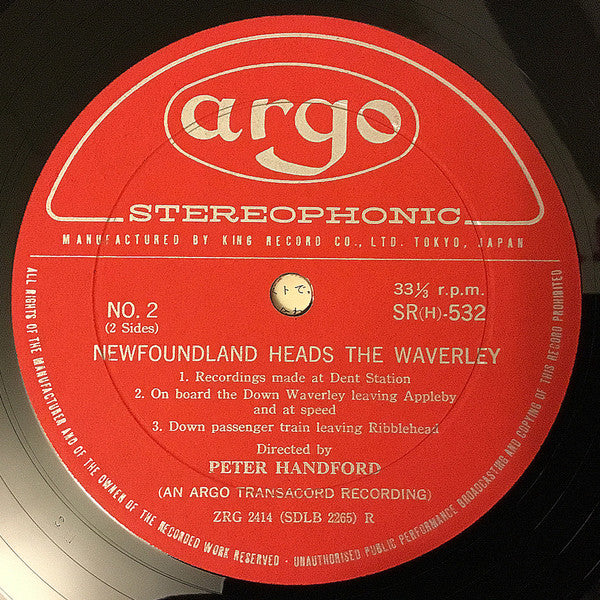 argo
STEREOPHONIC
MANUFACTURED BY KING RECORD CO., LTD. TOKYO, JAPAN
NO. 2
(2 Sides)
33⅓ r.p.m.
SR(H)-532
NEWFOUNDLAND HEADS THE WAVERLEY
1. Recordings made at Dent Station
2. On board the Down Waverley leaving Appleby
and at speed
3. Down passenger train leaving Ribblehead
Directed by
PETER HANDFORD
(AN ARGO TRANSACORD RECORDING)
ZRG 2414 (SDLB 2265) R
ALL RIGHTS OF THE MANUFACTURER AND OF THE OWNER OF THE RECORDED WORK RESERVED · UNAUTHORISED PUBLIC PERFORMANCE BROADCASTING AND COPYING OF THIS RECORD PROHIBITED